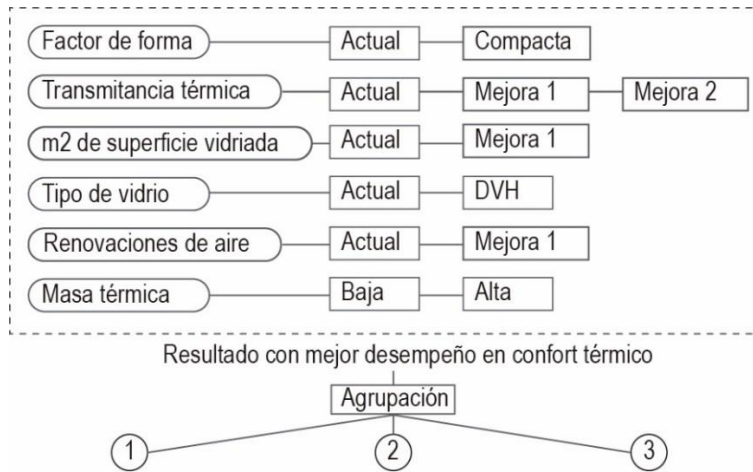 Factor de forma Actual Compacta
Transmitancia térmica Actual Mejora 1 Mejora 2
m2 de superficie vidriada Actual Mejora 1
Tipo de vidrio Actual DVH
Renovaciones de aire Actual Mejora 1
Masa térmica Baja Alta
Resultado con mejor desempeño en confort térmico
Agrupación
1 2 3